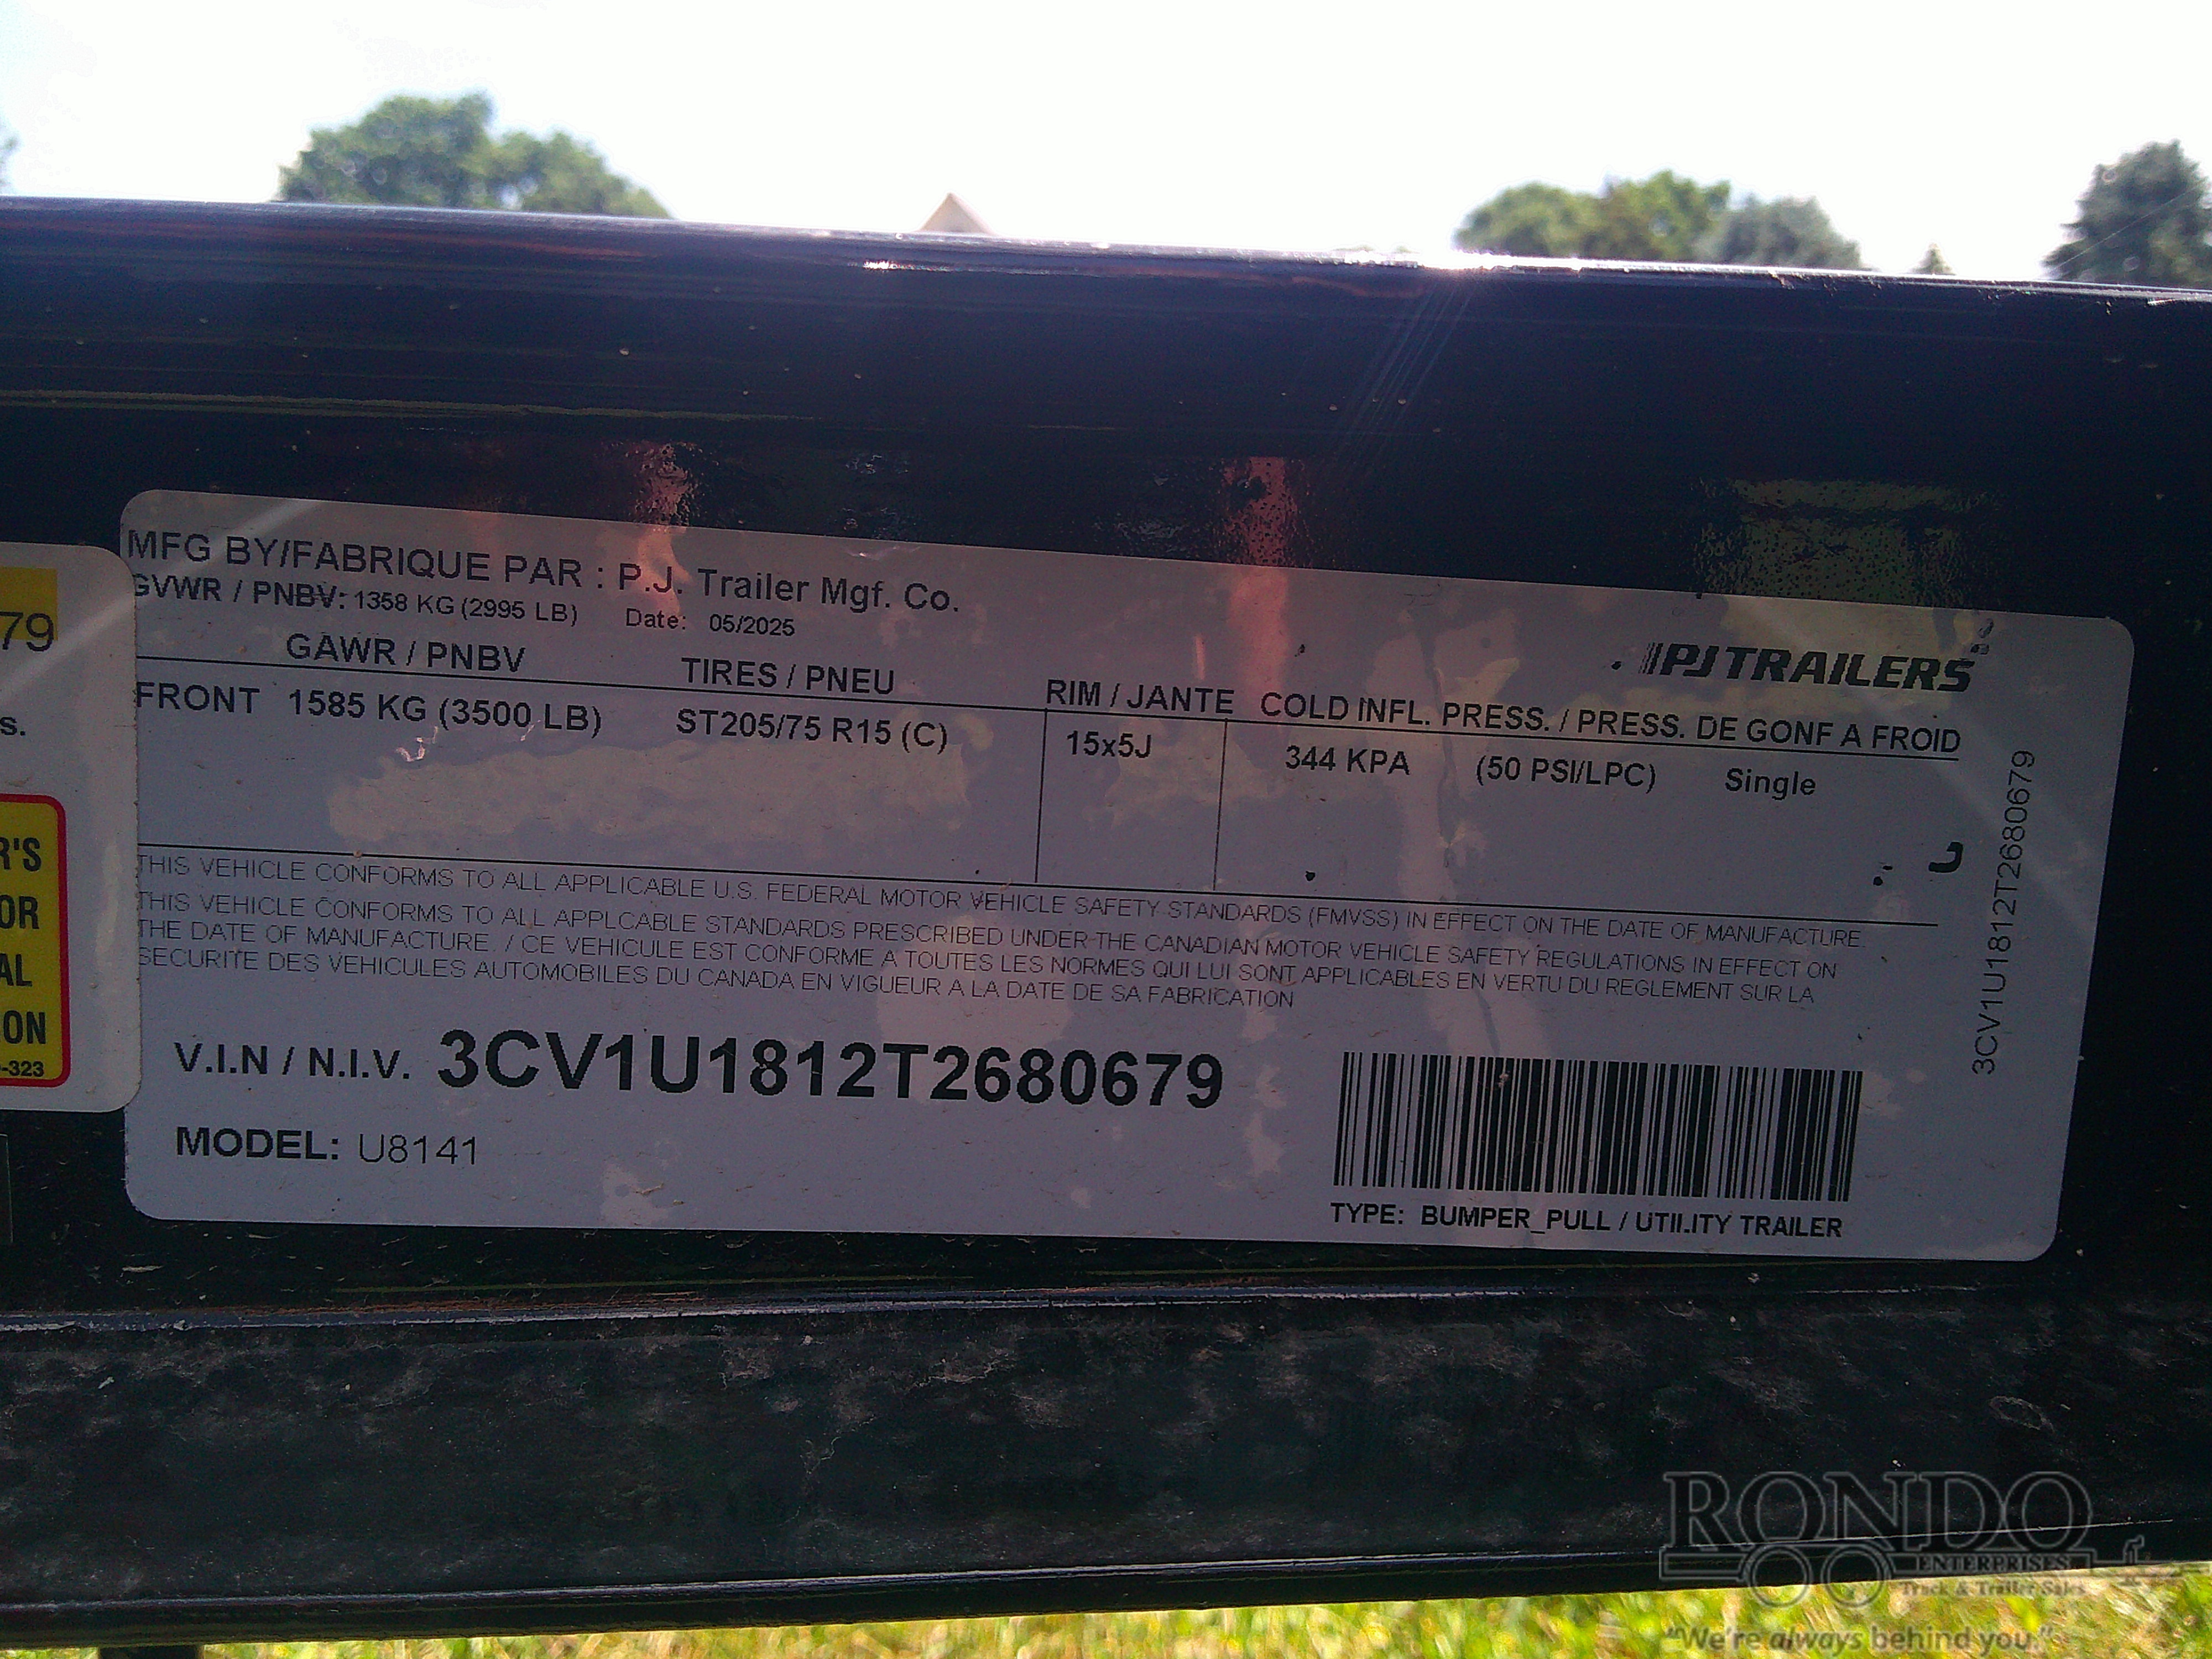 MFG BY/FABRIQUE PAR : P.J. Trailer Mgf. Co.
GVWR / PNBV: 1358 KG (2995 LB) Date: 05/2025
PJ TRAILERS
GAWR / PNBV TIRES / PNEU RIM / JANTE COLD INFL. PRESS. / PRESS. DE GONF A FROID
FRONT 1585 KG (3500 LB) ST205/75 R15 (C) 15x5J 344 KPA (50 PSI/LPC) Single
THIS VEHICLE CONFORMS TO ALL APPLICABLE U.S. FEDERAL MOTOR VEHICLE SAFETY STANDARDS (FMVSS) IN EFFECT ON THE DATE OF MANUFACTURE.
THIS VEHICLE CONFORMS TO ALL APPLCABLE STANDARDS PRESCRIBED UNDER THE CANADIAN MOTOR VEHICLE SAFETY REGULATIONS IN EFFECT ON
THE DATE OF MANUFACTURE. / CE VEHICULE EST CONFORME A TOUTES LES NORMES QUI LUI SONT APPLICABLES EN VERTU DU REGLEMENT SUR LA
SECURITE DES VEHICULES AUTOMOBILES DU CANADA EN VIGUEUR A LA DATE DE SA FABRICATION
V.I.N / N.I.V. 3CV1U1812T2680679
MODEL: U8141
TYPE: BUMPER_PULL / UTILITY TRAILER
3CV1U1812T2680679
79
s.
R'S
OR
AL
ON
-323
RONDO
ENTERPRISES
Truck & Trailer Sales
"We're always behind you."